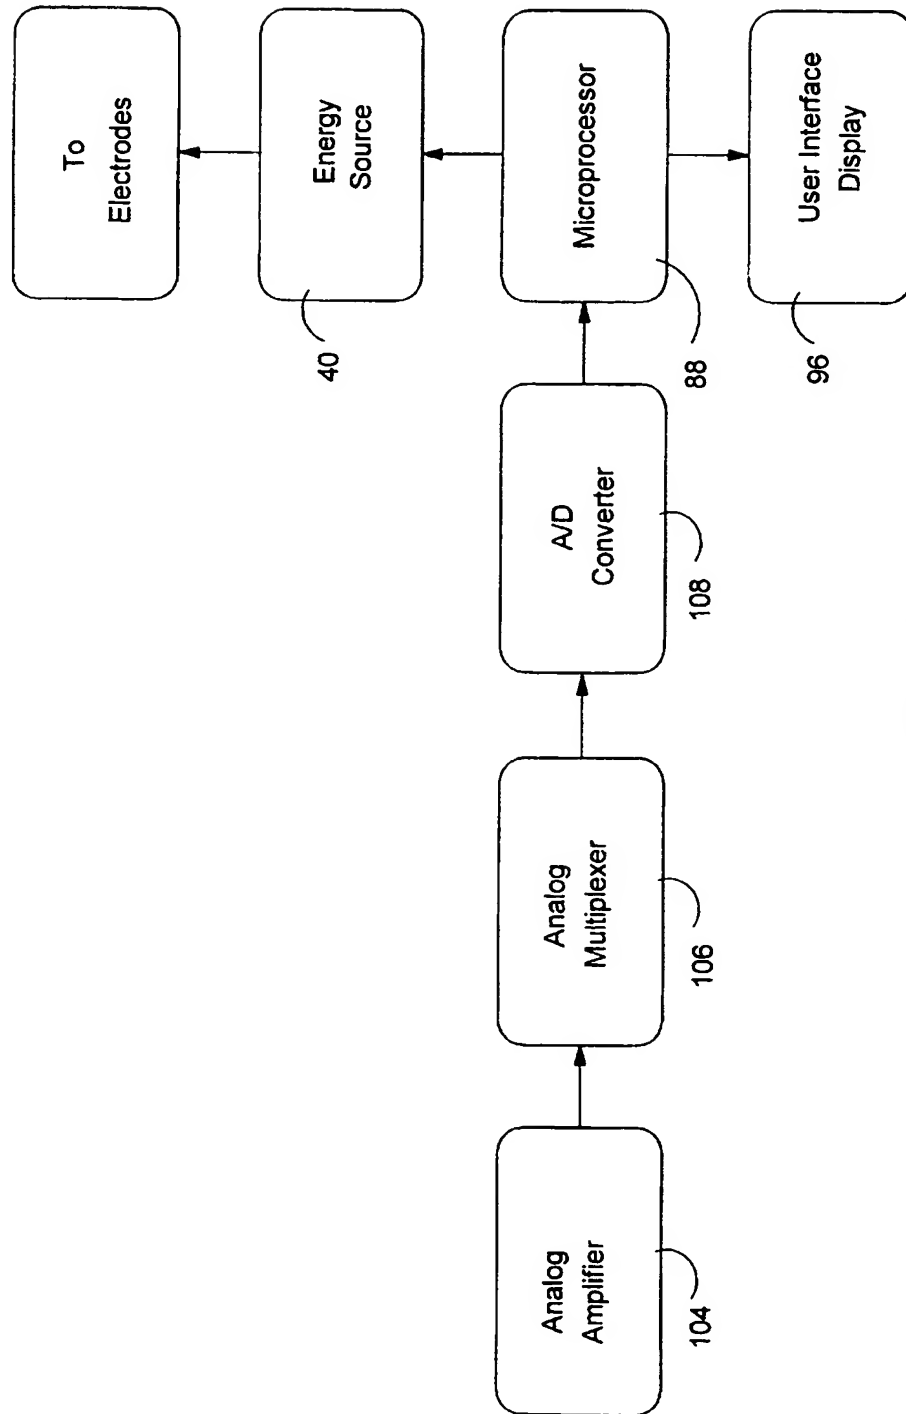 Analog
Amplifier
104
Analog
Multiplexer
106
A/D
Converter
108
Microprocessor
88
Energy
Source
40
To
Electrodes
User Interface
Display
96